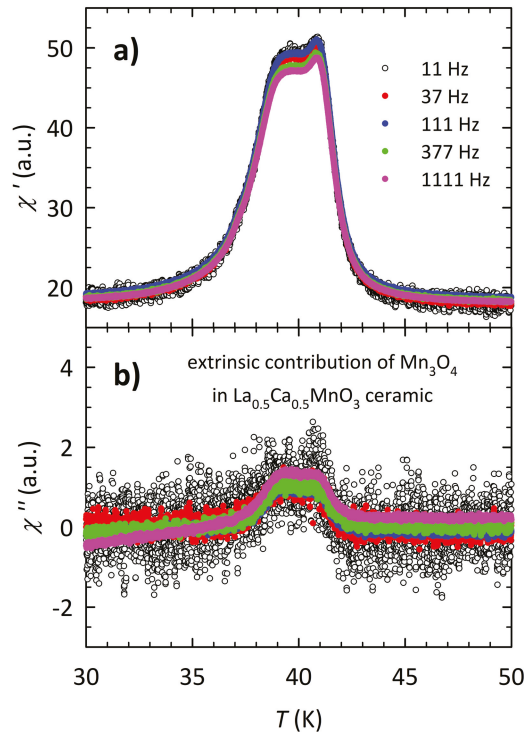 a)
χ ′ (a.u.)
50
40
30
20
11 Hz
37 Hz
111 Hz
377 Hz
1111 Hz
b)
extrinsic contribution of Mn₃O₄
in La₀.₅Ca₀.₅MnO₃ ceramic
χ ″ (a.u.)
4
2
0
-2
30 35 40 45 50
T (K)